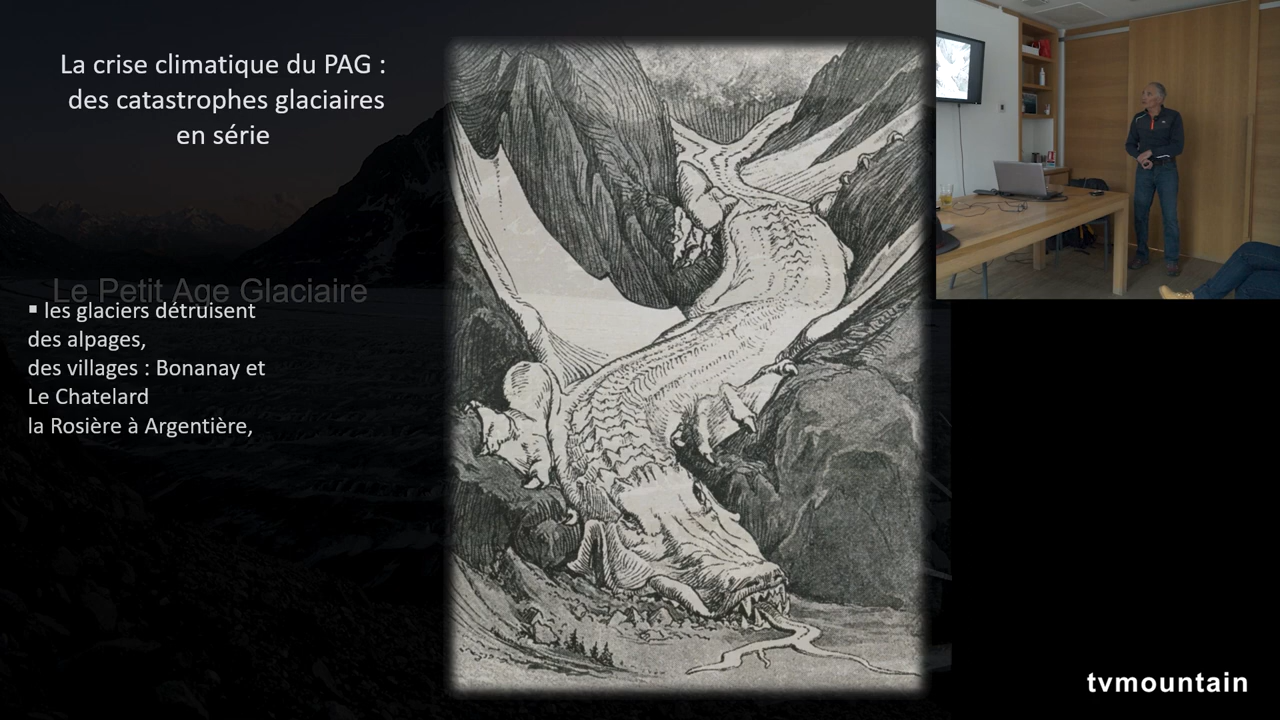 La crise climatique du PAG :
des catastrophes glaciaires
en série
Le Petit Age Glaciaire
▪ les glaciers détruisent
des alpages,
des villages : Bonanay et
Le Chatelard
la Rosière à Argentière,
tvmountain